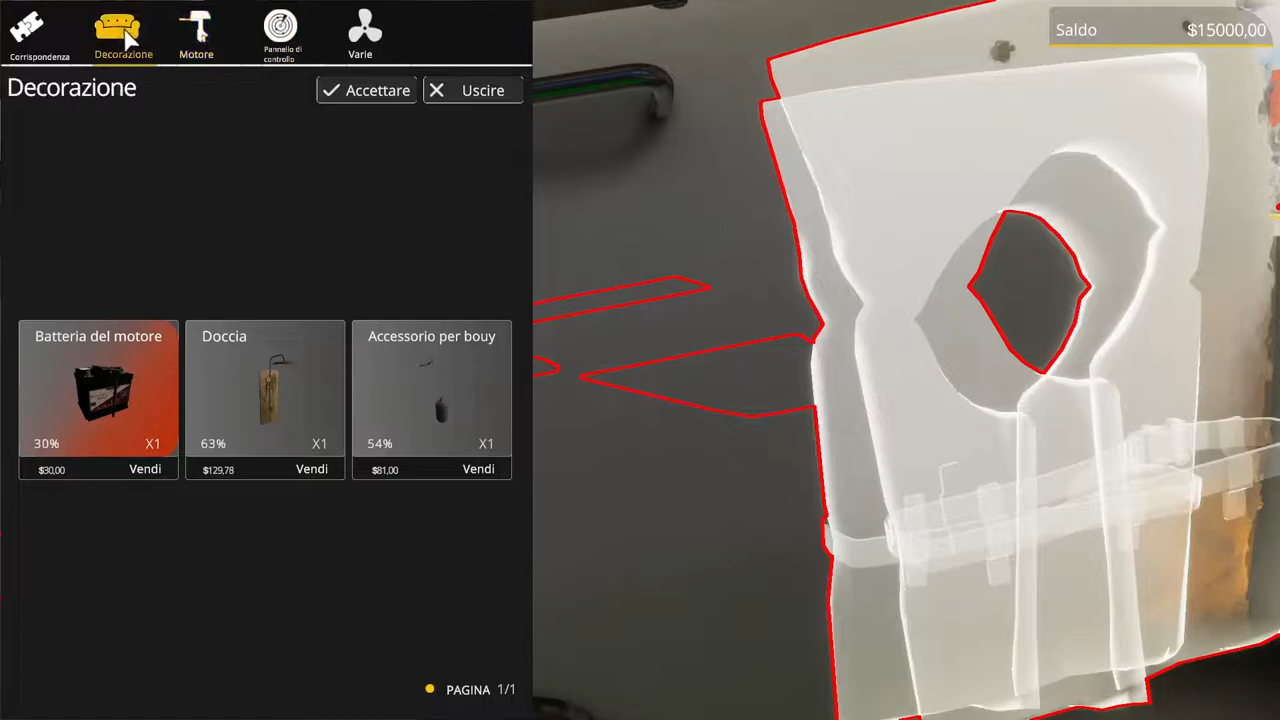 Corrispondenza
Decorazione
Motore
Pannello di
controllo
Varie
Saldo
$15000,00
Decorazione
Accettare
Uscire
Batteria del motore
30%
X1
$30,00
Vendi
Doccia
63%
X1
$129,78
Vendi
Accessorio per bouy
54%
X1
$81,00
Vendi
PAGINA 1/1